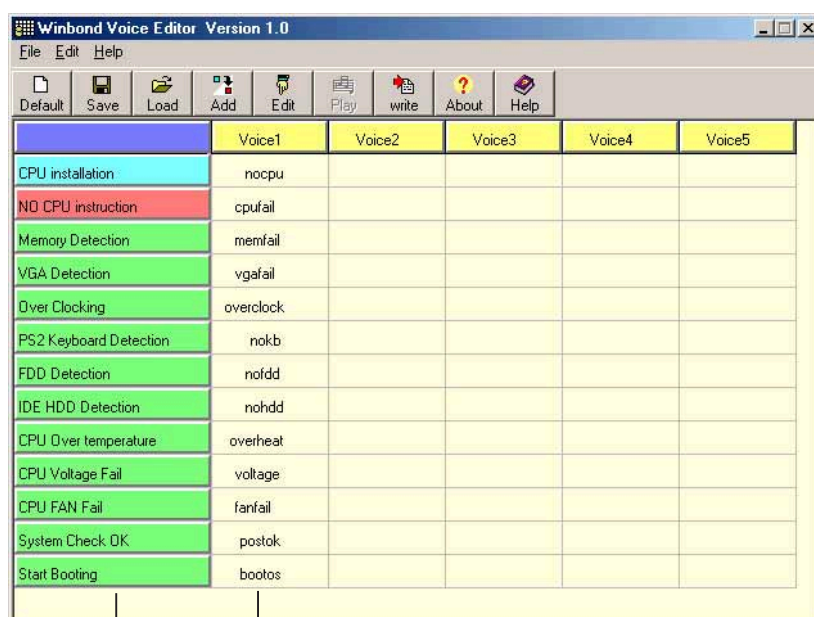 Winbond Voice Editor Version 1.0
File Edit Help
Default Save Load Add Edit Play write About Help
Voice1 Voice2 Voice3 Voice4 Voice5
CPU installation nocpu
NO CPU instruction cpufail
Memory Detection memfail
VGA Detection vgafail
Over Clocking overclock
PS2 Keyboard Detection nokb
FDD Detection nofdd
IDE HDD Detection nohdd
CPU Over temperature overheat
CPU Voltage Fail voltage
CPU FAN Fail fanfail
System Check OK postok
Start Booting bootos